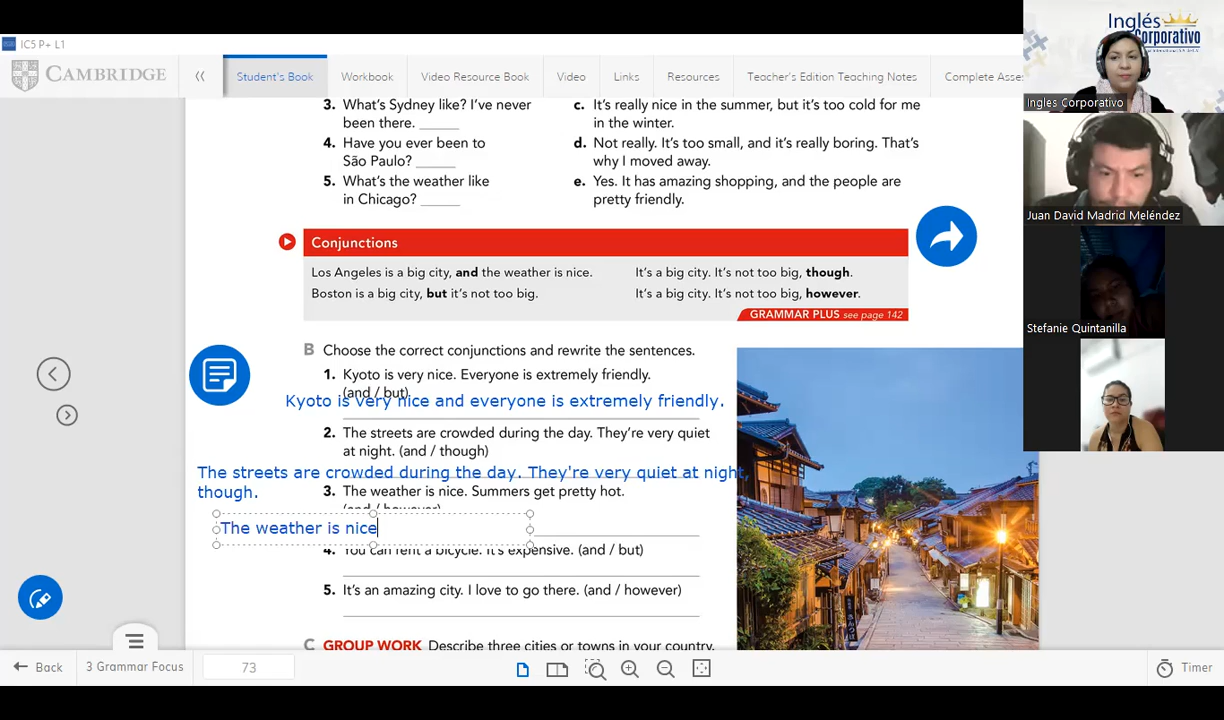 IC5 P+ L1
CAMBRIDGE
Student's Book
Workbook
Video Resource Book
Video
Links
Resources
Teacher's Edition Teaching Notes
Complete Asses
3. What's Sydney like? I've never
been there. _____
4. Have you ever been to
São Paulo? _____
5. What's the weather like
in Chicago? _____
c. It's really nice in the summer, but it's too cold for me
in the winter.
d. Not really. It's too small, and it's really boring. That's
why I moved away.
e. Yes. It has amazing shopping, and the people are
pretty friendly.
Conjunctions
Los Angeles is a big city, and the weather is nice.
Boston is a big city, but it's not too big.
It's a big city. It's not too big, though.
It's a big city. It's not too big, however.
GRAMMAR PLUS see page 142
B Choose the correct conjunctions and rewrite the sentences.
1. Kyoto is very nice. Everyone is extremely friendly.
(and / but)
Kyoto is very nice and everyone is extremely friendly.
2. The streets are crowded during the day. They're very quiet
at night. (and / though)
The streets are crowded during the day. They're very quiet at night,
though.
3. The weather is nice. Summers get pretty hot.
(and / however)
The weather is nice
4. You can rent a bicycle. It's expensive. (and / but)
5. It's an amazing city. I love to go there. (and / however)
C GROUP WORK Describe three cities or towns in your country.
Back
3 Grammar Focus
73
Timer
Inglés
Corporativo
Ingles Corporativo
Juan David Madrid Meléndez
Stefanie Quintanilla